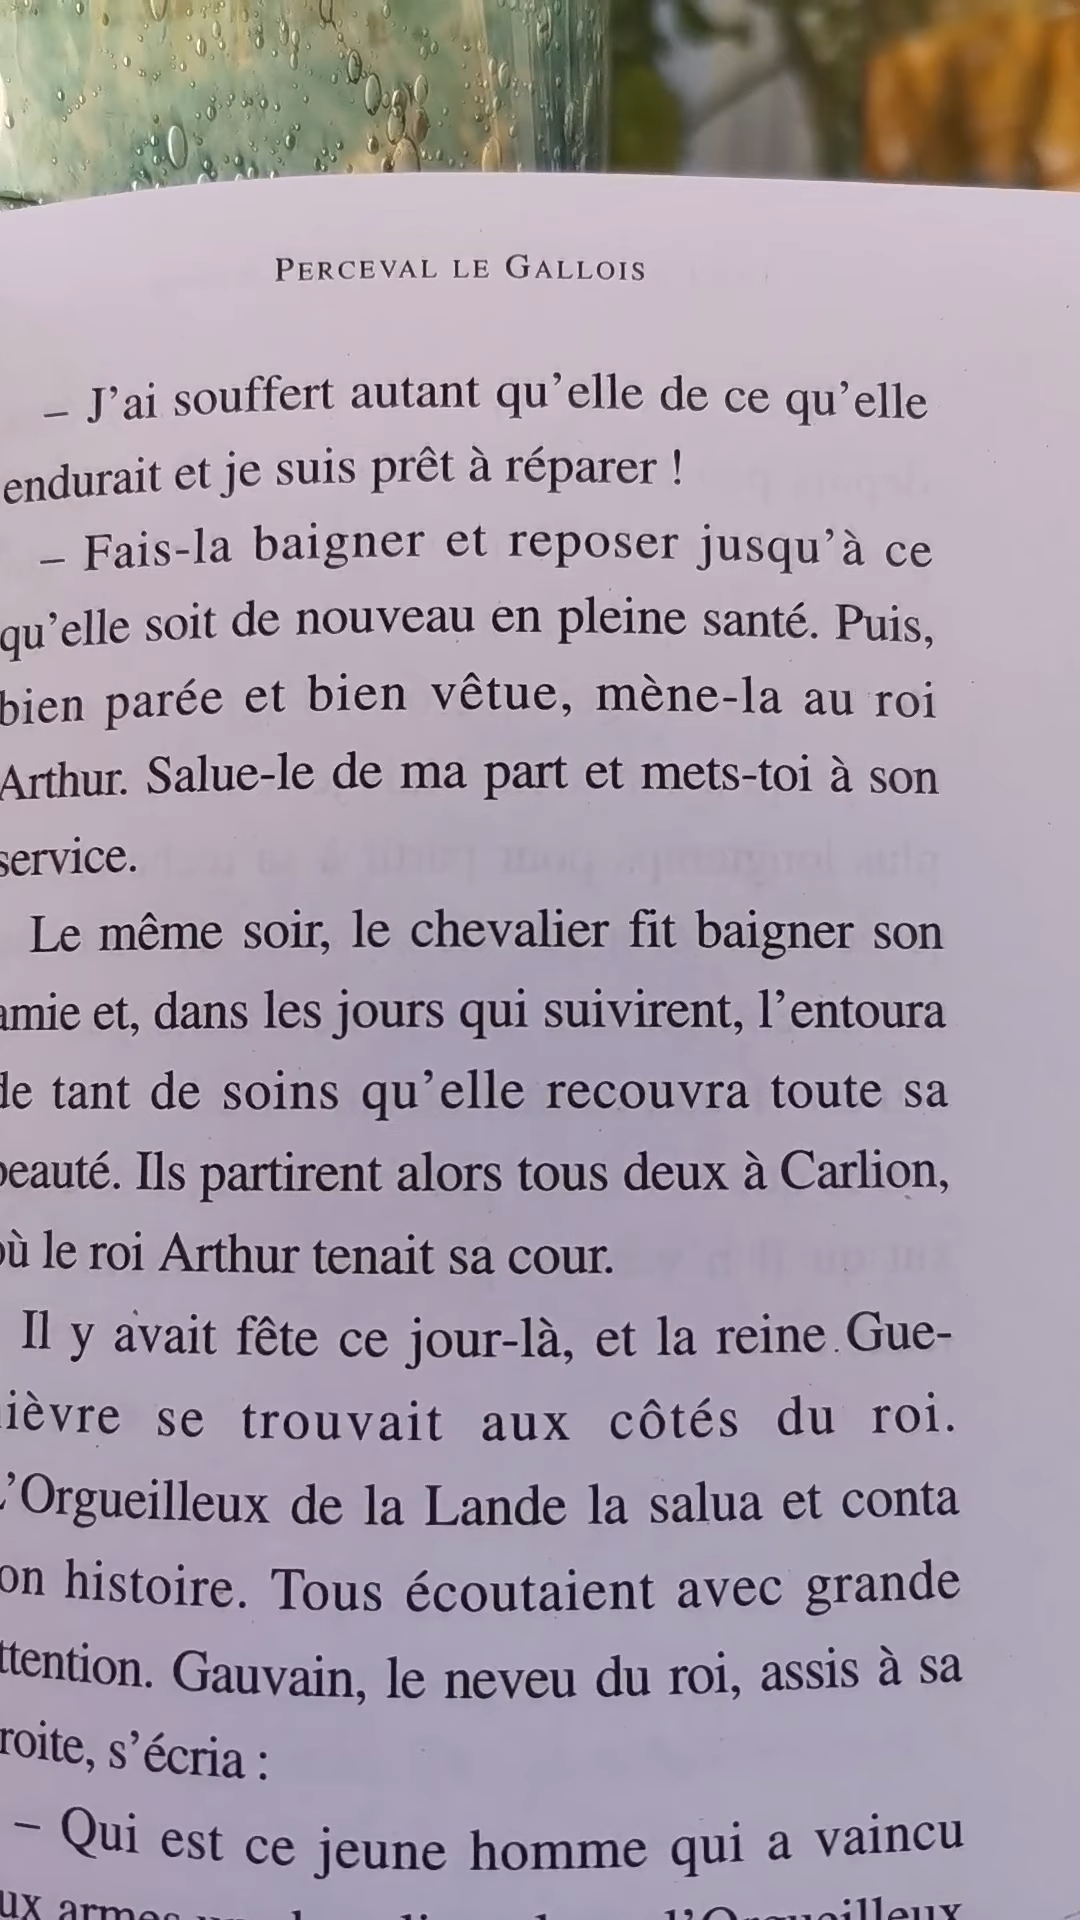 PERCEVAL LE GALLOIS
– J'ai souffert autant qu'elle de ce qu'elle
endurait et je suis prêt à réparer !
– Fais-la baigner et reposer jusqu'à ce
qu'elle soit de nouveau en pleine santé. Puis,
bien parée et bien vêtue, mène-la au roi
Arthur. Salue-le de ma part et mets-toi à son
service.
Le même soir, le chevalier fit baigner son
amie et, dans les jours qui suivirent, l'entoura
de tant de soins qu'elle recouvra toute sa
beauté. Ils partirent alors tous deux à Carlion,
où le roi Arthur tenait sa cour.
Il y avait fête ce jour-là, et la reine Gue-
ièvre se trouvait aux côtés du roi.
L'Orgueilleux de la Lande la salua et conta
on histoire. Tous écoutaient avec grande
ttention. Gauvain, le neveu du roi, assis à sa
roite, s'écria :
– Qui est ce jeune homme qui a vaincu
ux armes l'Orgueilleux